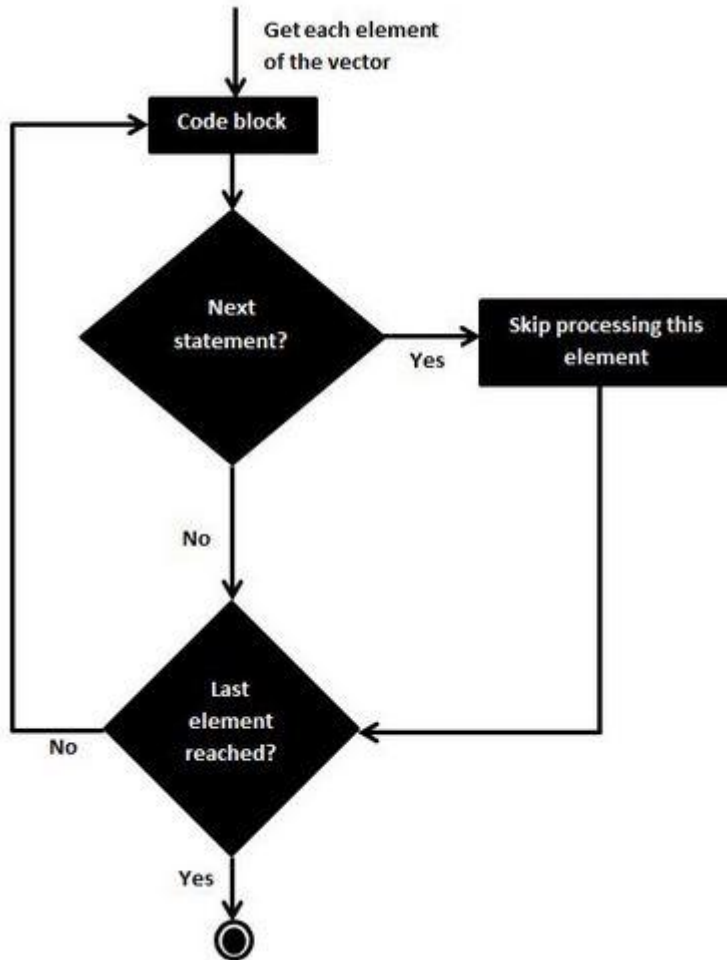 Get each element
of the vector
Code block
Next
statement?
Yes
Skip processing this
element
No
Last
element
reached?
No
Yes